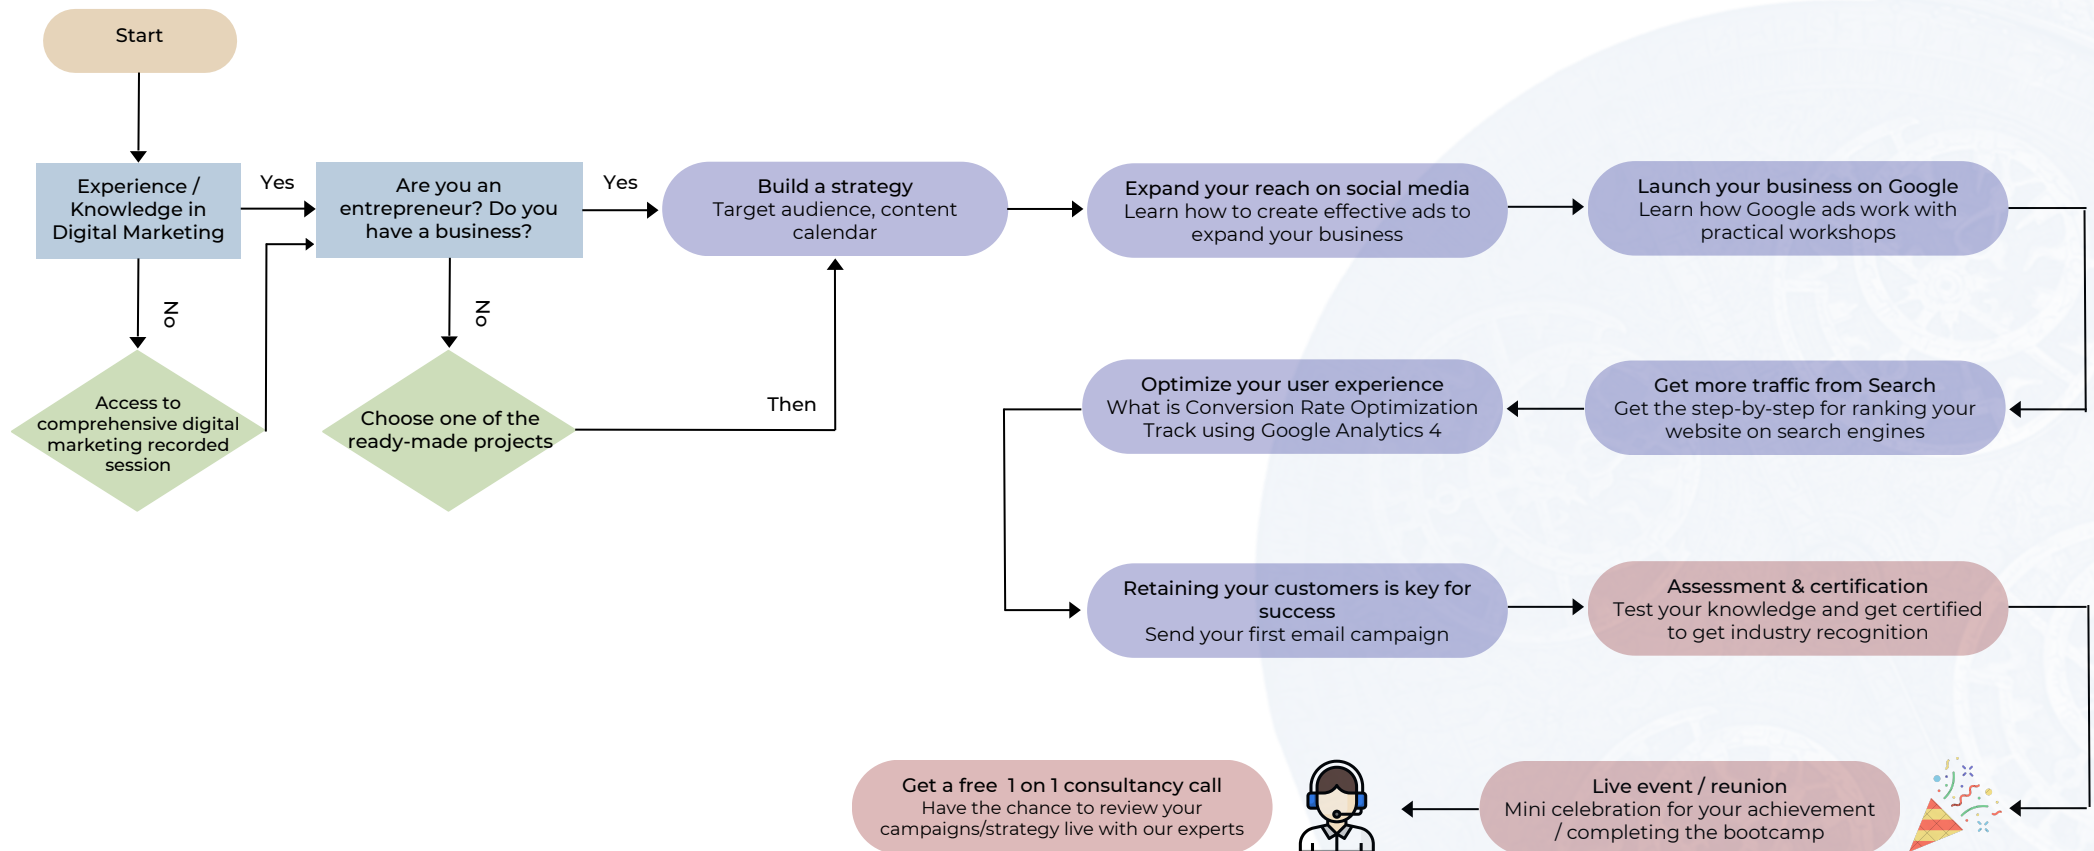 Start
Experience /
Knowledge in
Digital Marketing
Yes
Are you an
entrepreneur? Do you
have a business?
Yes
Build a strategy
Target audience, content
calendar
Expand your reach on social media
Learn how to create effective ads to
expand your business
Launch your business on Google
Learn how Google ads work with
practical workshops
No
No
Access to
comprehensive digital
marketing recorded
session
Choose one of the
ready-made projects
Then
Optimize your user experience
What is Conversion Rate Optimization
Track using Google Analytics 4
Get more traffic from Search
Get the step-by-step for ranking your
website on search engines
Retaining your customers is key for
success
Send your first email campaign
Assessment & certification
Test your knowledge and get certified
to get industry recognition
Get a free 1 on 1 consultancy call
Have the chance to review your
campaigns/strategy live with our experts
Live event / reunion
Mini celebration for your achievement
/ completing the bootcamp